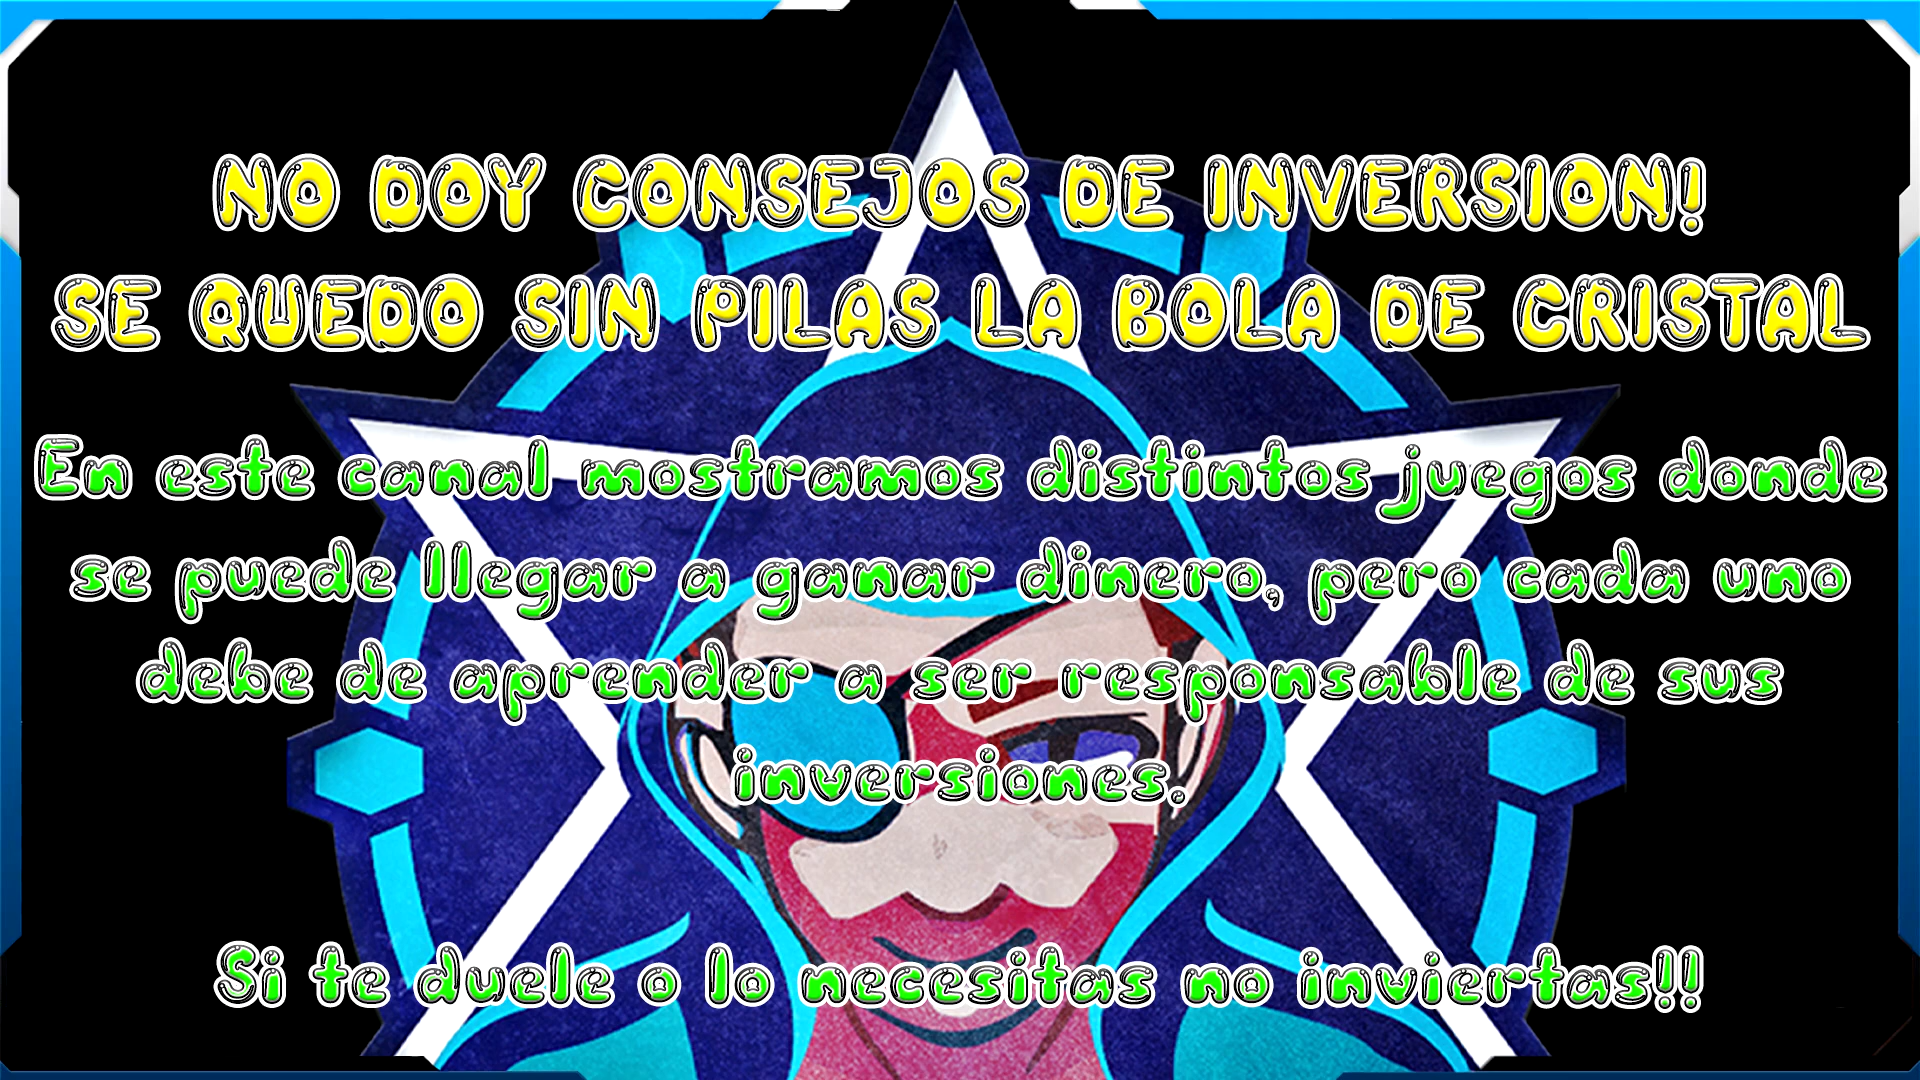 NO DOY CONSEJOS DE INVERSION!
SE QUEDO SIN PILAS LA BOLA DE CRISTAL
En este canal mostramos distintos juegos donde
se puede llegar a ganar dinero, pero cada uno
debe de aprender a ser responsable de sus
inversiones.
Si te duele o lo necesitas no inviertas!!